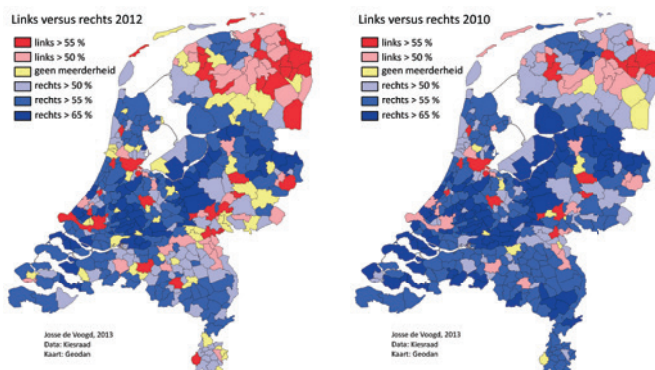 Links versus rechts 2012
links > 55 %
links > 50 %
geen meerderheid
rechts > 50 %
rechts > 55 %
rechts > 65 %
Josse de Voogd, 2013
Data: Kiesraad
Kaart: Geodan
Links versus rechts 2010
links > 55 %
links > 50 %
geen meerderheid
rechts > 50 %
rechts > 55 %
rechts > 65 %
Josse de Voogd, 2013
Data: Kiesraad
Kaart: Geodan